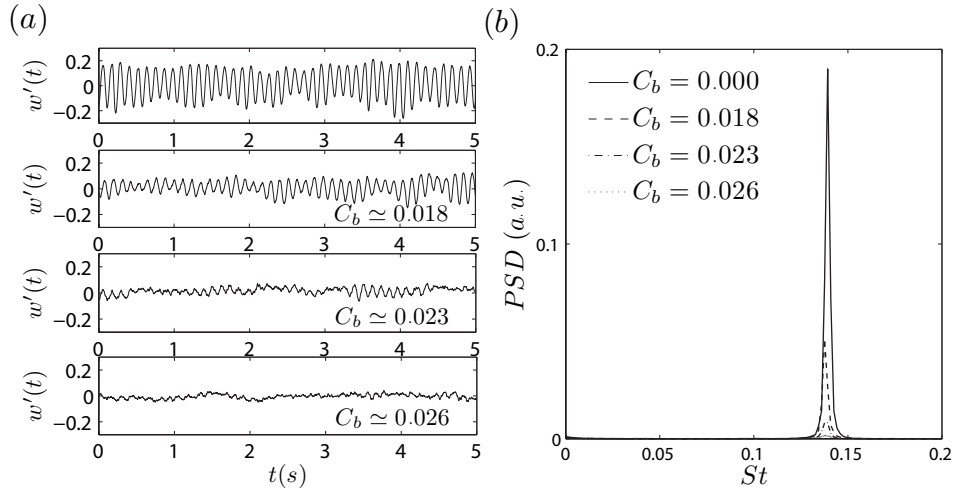 (a)
w′(t)
0.2
0
−0.2
0 1 2 3 4 5
w′(t)
0.2
0
−0.2
C_b ≃ 0.018
0 1 2 3 4 5
w′(t)
0.2
0
−0.2
C_b ≃ 0.023
0 1 2 3 4 5
w′(t)
0.2
0
−0.2
C_b ≃ 0.026
0 1 2 3 4 5
t(s)
(b)
0.2
C_b = 0.000
C_b = 0.018
C_b = 0.023
C_b = 0.026
PSD (a.u.)
0.1
0
0 0.05 0.1 0.15 0.2
St